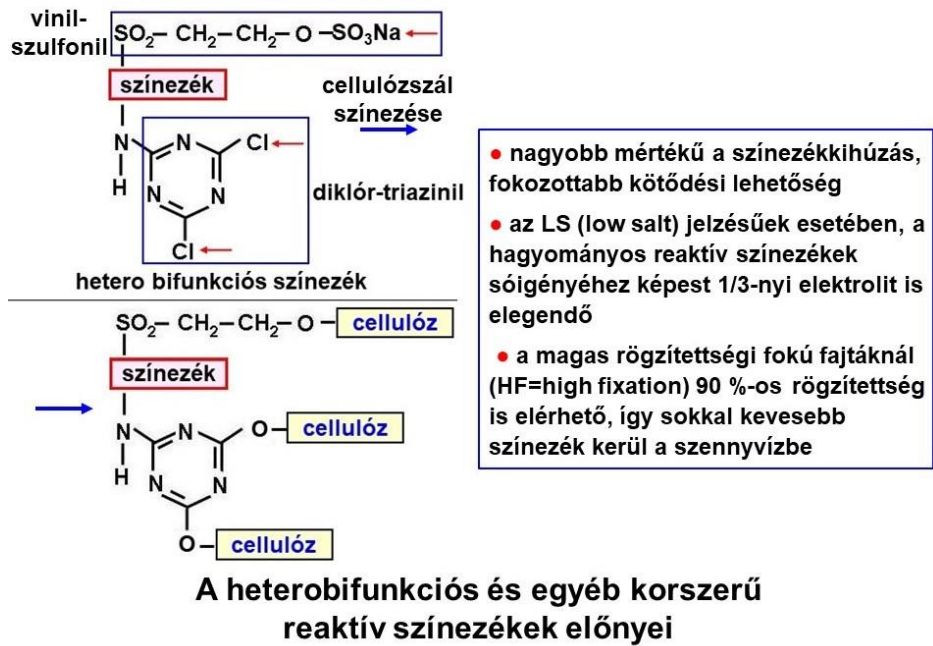 vinil-
szulfonil
SO₂– CH₂–CH₂– O –SO₃Na
színezék
N
H
N
N
N
Cl
Cl
diklór-triazinil
hetero bifunkciós színezék
cellulózszál
színezése
SO₂– CH₂–CH₂– O – cellulóz
színezék
N
H
N
N
N
O– cellulóz
O– cellulóz
● nagyobb mértékű a színezékkihúzás,
fokozottabb kötődési lehetőség
● az LS (low salt) jelzésűek esetében, a
hagyományos reaktív színezékek
sóigényéhez képest 1/3-nyi elektrolit is
elegendő
● a magas rögzítettségi fokú fajtáknál
(HF=high fixation) 90 %-os rögzítettség
is elérhető, így sokkal kevesebb
színezék kerül a szennyvízbe
A heterobifunkciós és egyéb korszerű
reaktív színezékek előnyei